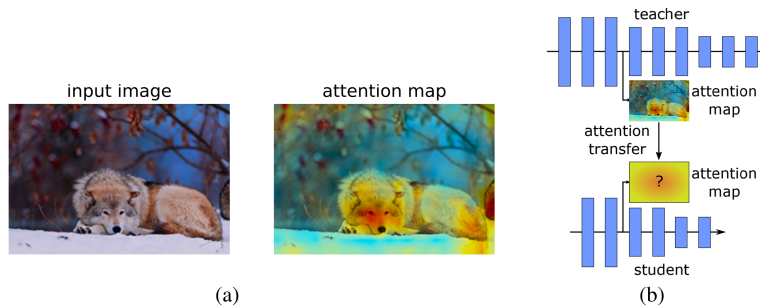 input image
attention map
(a)
teacher
attention
map
attention
transfer
?
attention
map
student
(b)